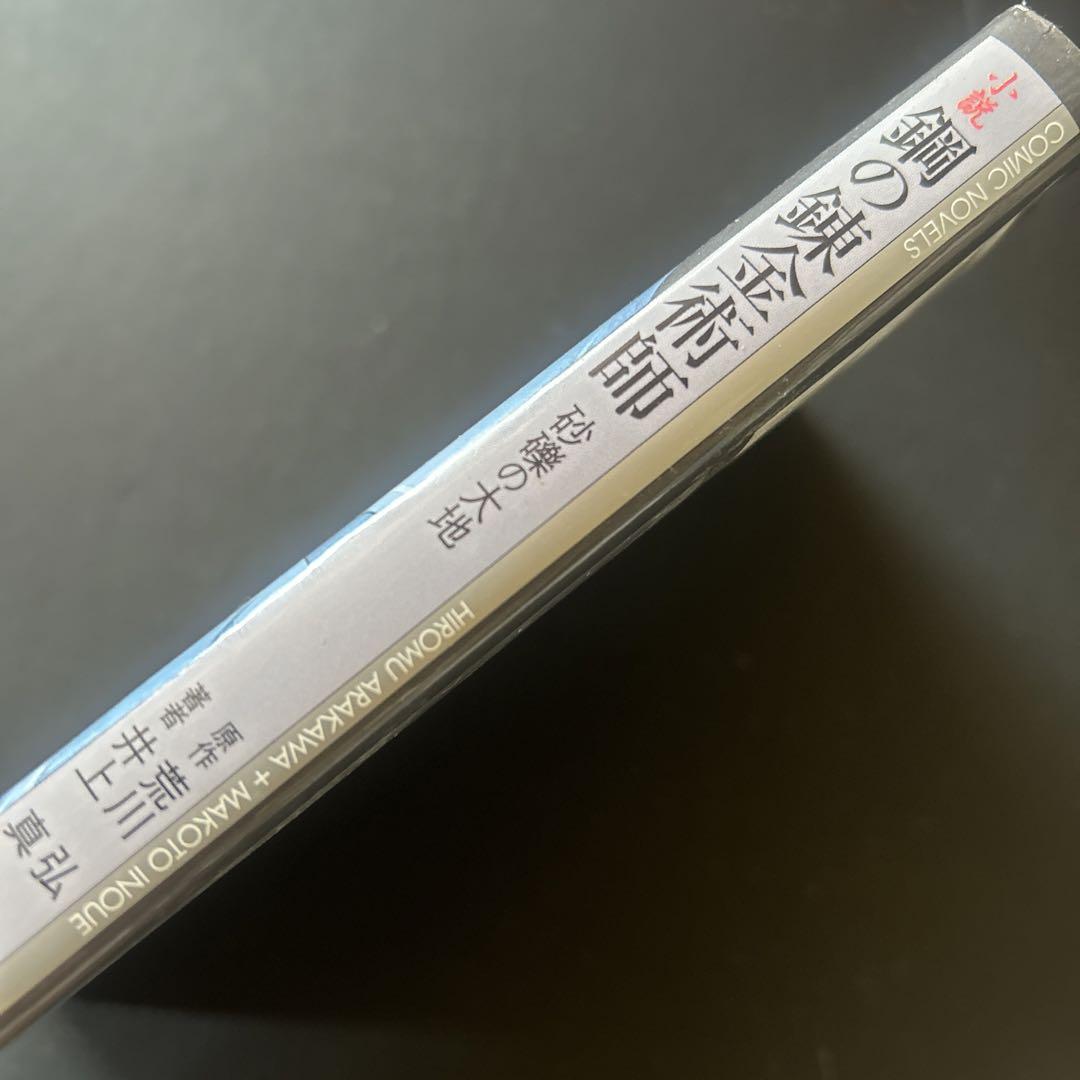 小説
鋼の錬金術師
砂礫の大地
原作 荒川弘
著者 井上真
COMIC NOVELS
HIROMU ARAKAWA + MAKOTO INOUE